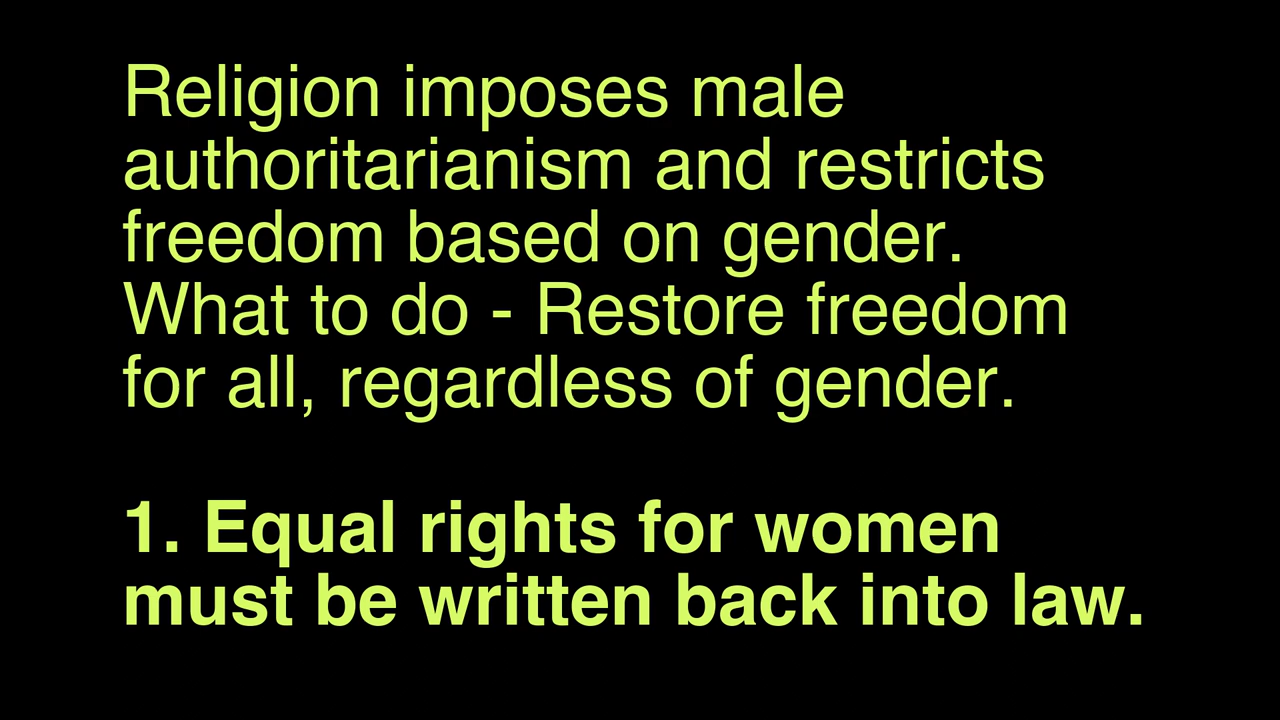 Religion imposes male
authoritarianism and restricts
freedom based on gender.
What to do - Restore freedom
for all, regardless of gender.
1. Equal rights for women
must be written back into law.